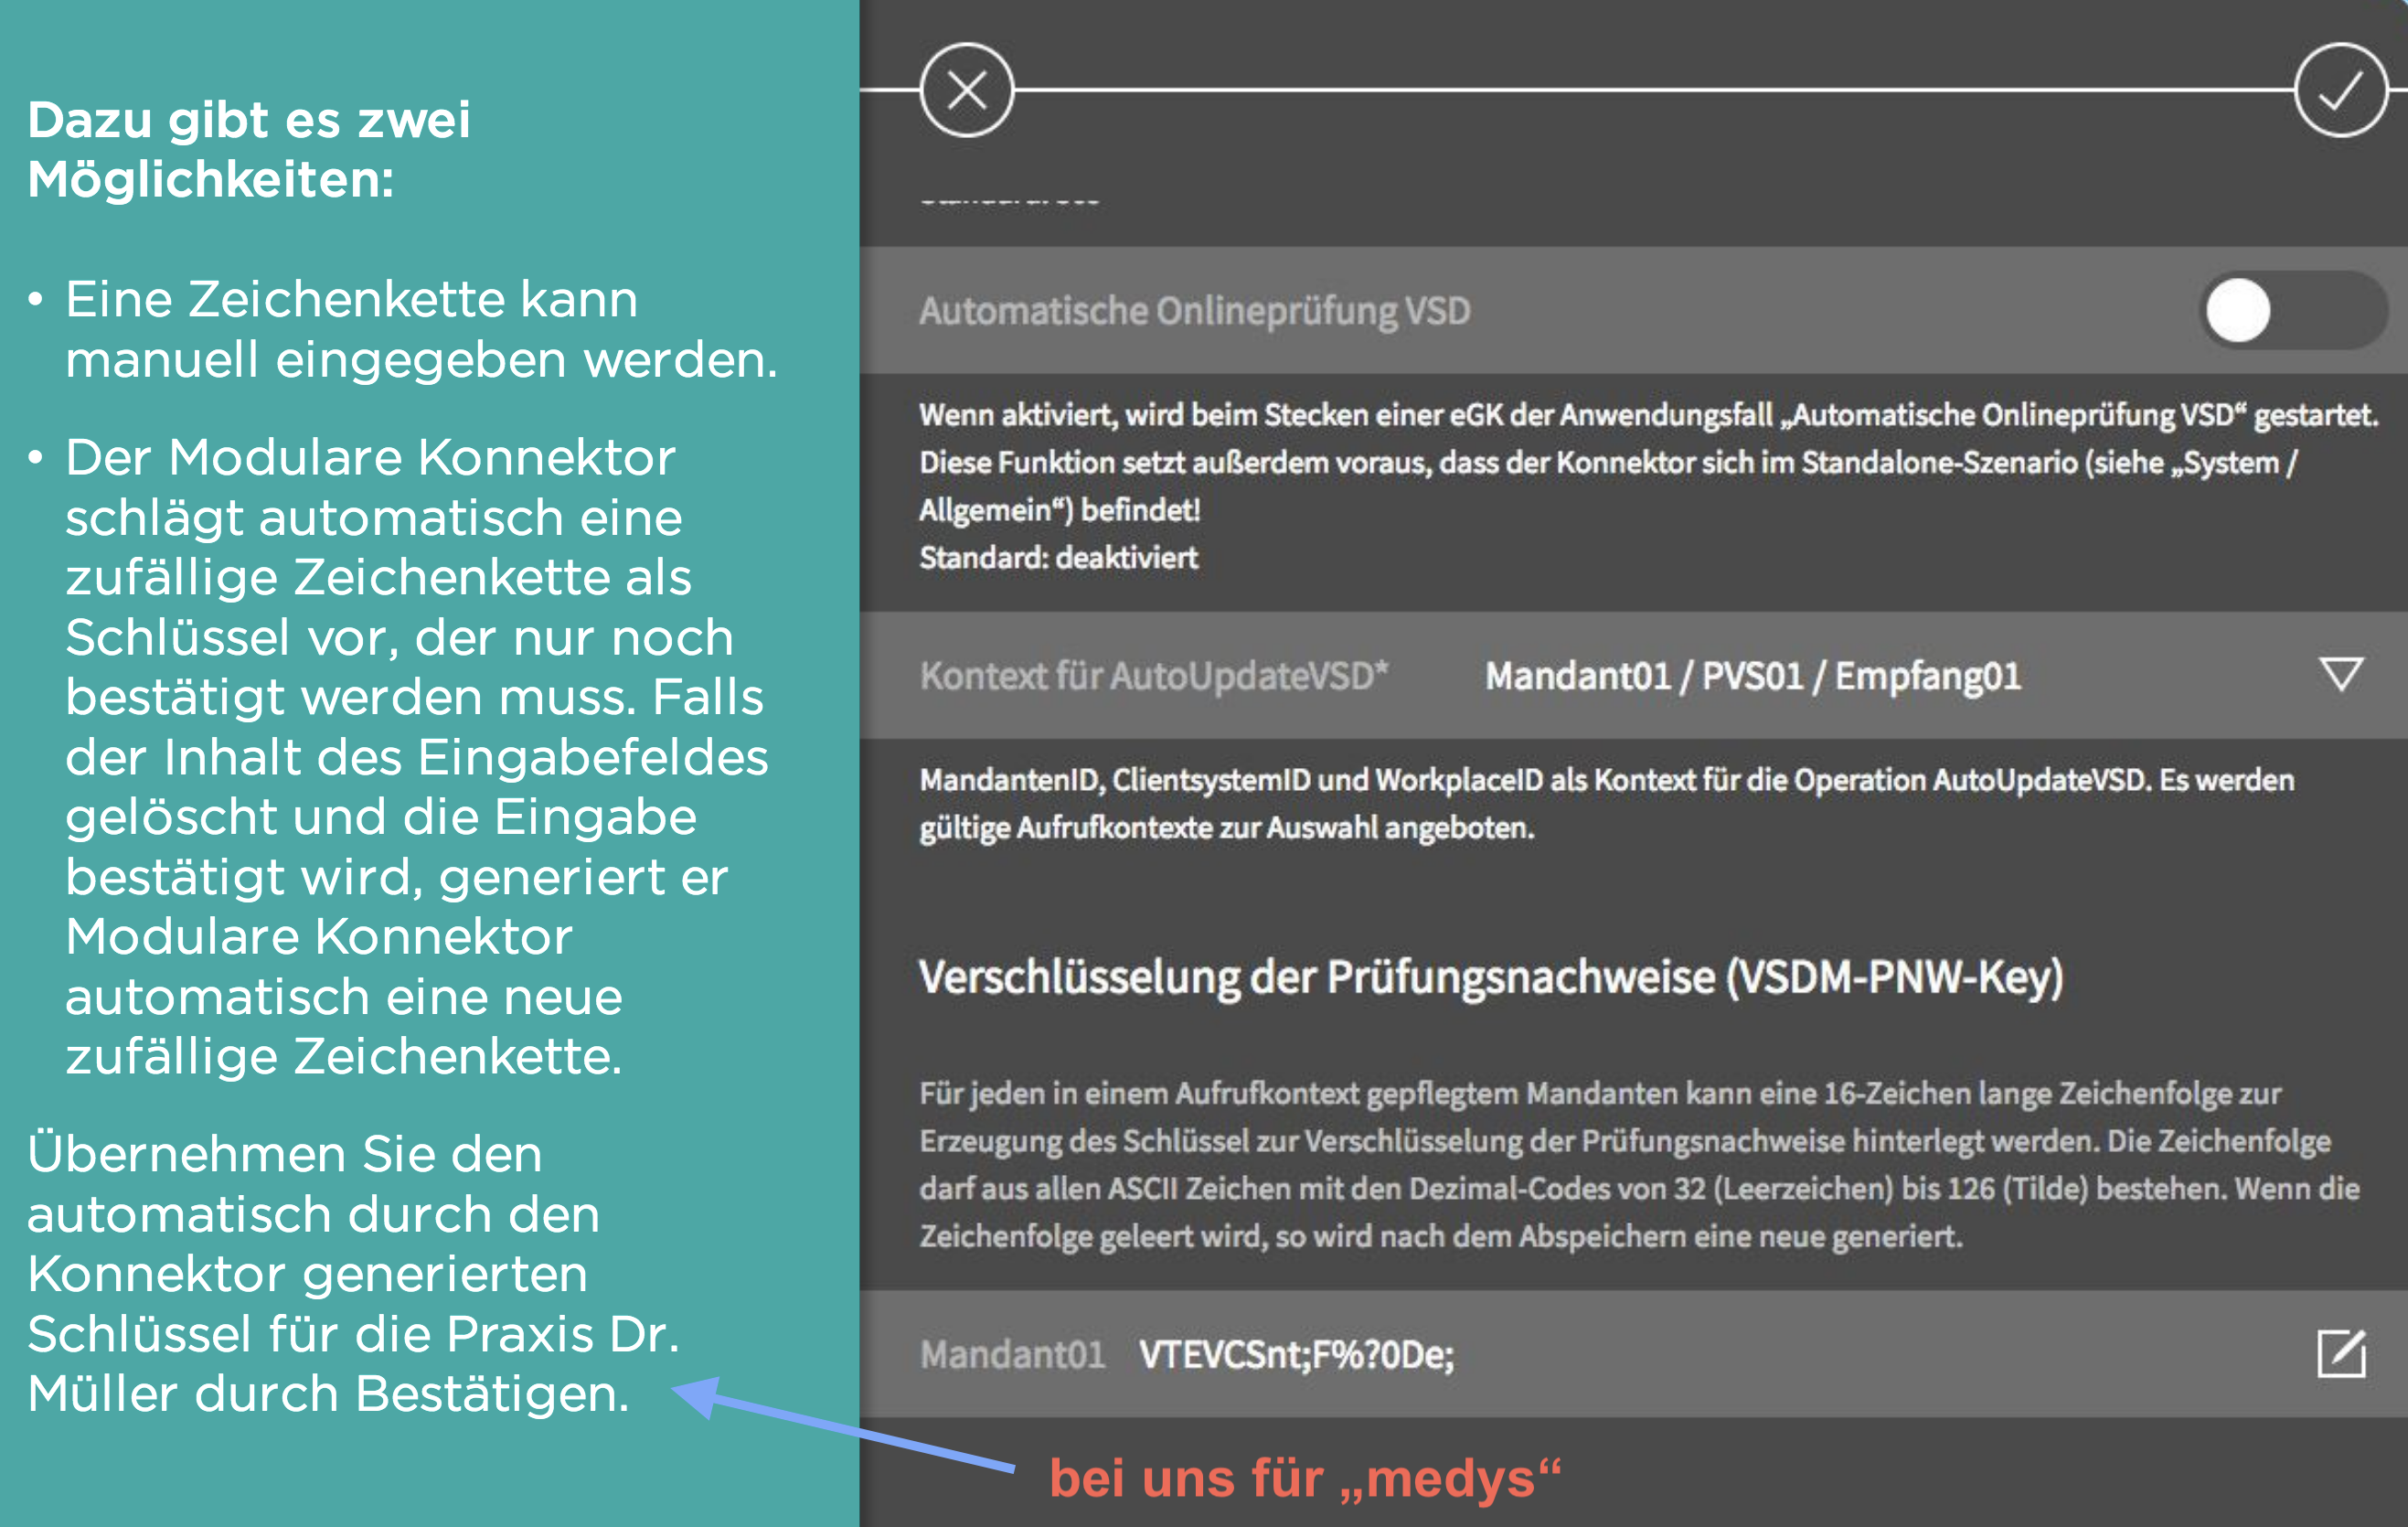 Dazu gibt es zwei
Möglichkeiten:
• Eine Zeichenkette kann
manuell eingegeben werden.
• Der Modulare Konnektor
schlägt automatisch eine
zufällige Zeichenkette als
Schlüssel vor, der nur noch
bestätigt werden muss. Falls
der Inhalt des Eingabefeldes
gelöscht und die Eingabe
bestätigt wird, generiert er
Modulare Konnektor
automatisch eine neue
zufällige Zeichenkette.
Übernehmen Sie den
automatisch durch den
Konnektor generierten
Schlüssel für die Praxis Dr.
Müller durch Bestätigen.
Automatische Onlineprüfung VSD
Wenn aktiviert, wird beim Stecken einer eGK der Anwendungsfall „Automatische Onlineprüfung VSD“ gestartet.
Diese Funktion setzt außerdem voraus, dass der Konnektor sich im Standalone-Szenario (siehe „System /
Allgemein“) befindet!
Standard: deaktiviert
Kontext für AutoUpdateVSD* Mandant01 / PVS01 / Empfang01
MandantenID, ClientsystemID und WorkplaceID als Kontext für die Operation AutoUpdateVSD. Es werden
gültige Aufrufkontexte zur Auswahl angeboten.
Verschlüsselung der Prüfungsnachweise (VSDM-PNW-Key)
Für jeden in einem Aufrufkontext gepflegtem Mandanten kann eine 16-Zeichen lange Zeichenfolge zur
Erzeugung des Schlüssel zur Verschlüsselung der Prüfungsnachweise hinterlegt werden. Die Zeichenfolge
darf aus allen ASCII Zeichen mit den Dezimal-Codes von 32 (Leerzeichen) bis 126 (Tilde) bestehen. Wenn die
Zeichenfolge geleert wird, so wird nach dem Abspeichern eine neue generiert.
Mandant01 VTEVCSnt;F%?0De;
bei uns für „medys“